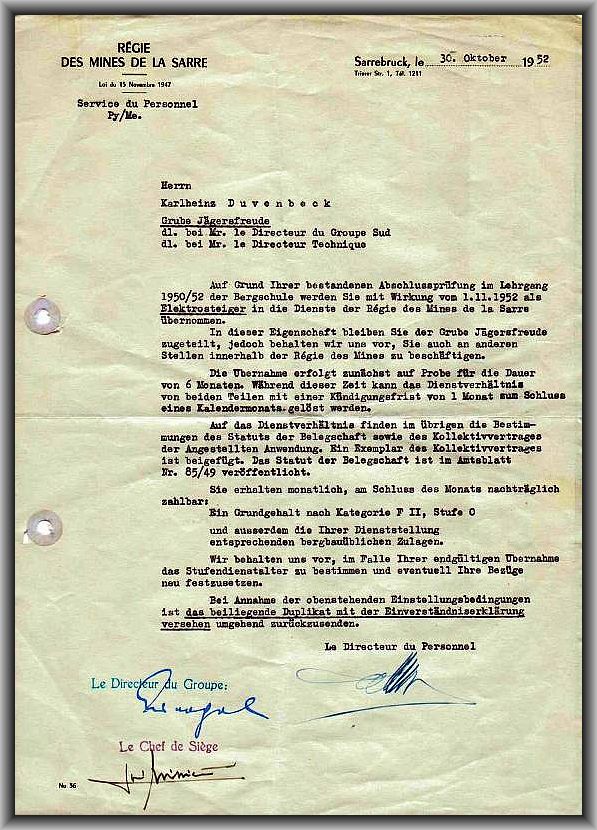 RÉGIE
DES MINES DE LA SARRE
Loi du 15 Novembre 1947
Service du Personnel
Py/Me.
Sarrebruck, le 30. Oktober 1952
Trierer Str. 1, Tél. 1211
Herrn
Karlheinz D u v e n b e c k
Grube Jägersfreude
dl. bei Mr. le Directeur du Groupe Sud
dl. bei Mr. le Directeur Technique
Auf Grund Ihrer bestandenen Abschlussprüfung im Lehrgang
1950/52 der Bergschule werden Sie mit Wirkung vom 1.11.1952 als
Elektrosteiger in die Dienste der Régie des Mines de la Sarre
übernommen.
In dieser Eigenschaft bleiben Sie der Grube Jägersfreude
zugeteilt, jedoch behalten wir uns vor, Sie auch an anderen
Stellen innerhalb der Régie des Mines zu beschäftigen.
Die Übernahme erfolgt zunächst auf Probe für die Dauer
von 6 Monaten. Während dieser Zeit kann das Dienstverhältnis
von beiden Teilen mit einer Kündigungsfrist von 1 Monat zum Schluss
eines Kalendermonats gelöst werden.
Auf das Dienstverhältnis finden im übrigen die Bestim-
mungen des Statuts der Belegschaft sowie des Kollektivvertrages
der Angestellten Anwendung. Ein Exemplar des Kollektivvertrages
ist beigefügt. Das Statut der Belegschaft ist im Amtsblatt
Nr. 85/49 veröffentlicht.
Sie erhalten monatlich, am Schluss des Monats nachträglich
zahlbar:
Ein Grundgehalt nach Kategorie F II, Stufe 0
und ausserdem die Ihrer Dienststellung
entsprechenden bergbauüblichen Zulagen.
Wir behalten uns vor, im Falle Ihrer endgültigen Übernahme
das Stufendienstalter zu bestimmen und eventuell Ihre Bezüge
neu festzusetzen.
Bei Annahme der obenstehenden Einstellungsbedingungen
ist das beiliegende Duplikat mit der Einverständniserklärung
versehen umgehend zurückzusenden.
Le Directeur du Personnel
Le Directeur du Groupe:
Le Chef de Siège
No 56